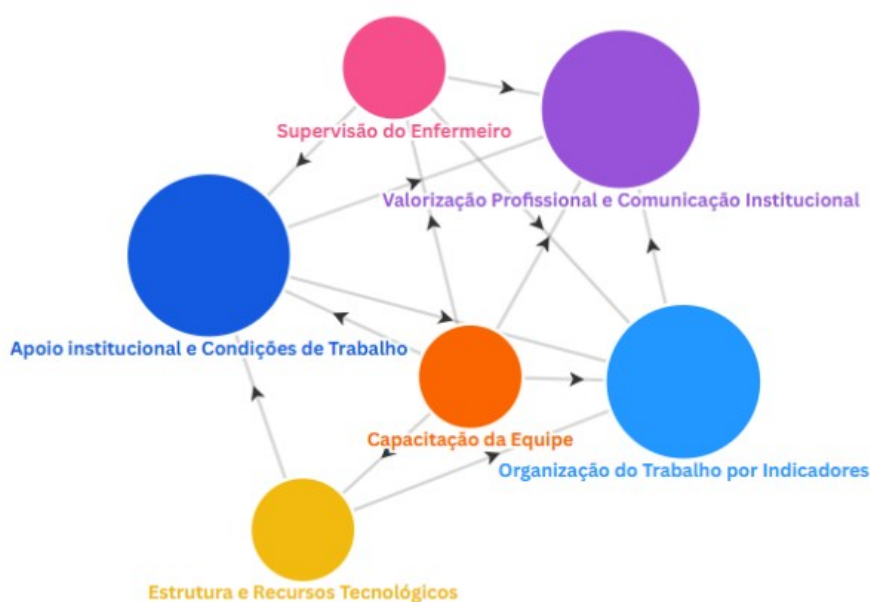 Supervisão do Enfermeiro
Valorização Profissional e Comunicação Institucional
Apoio institucional e Condições de Trabalho
Capacitação da Equipe
Organização do Trabalho por Indicadores
Estrutura e Recursos Tecnológicos